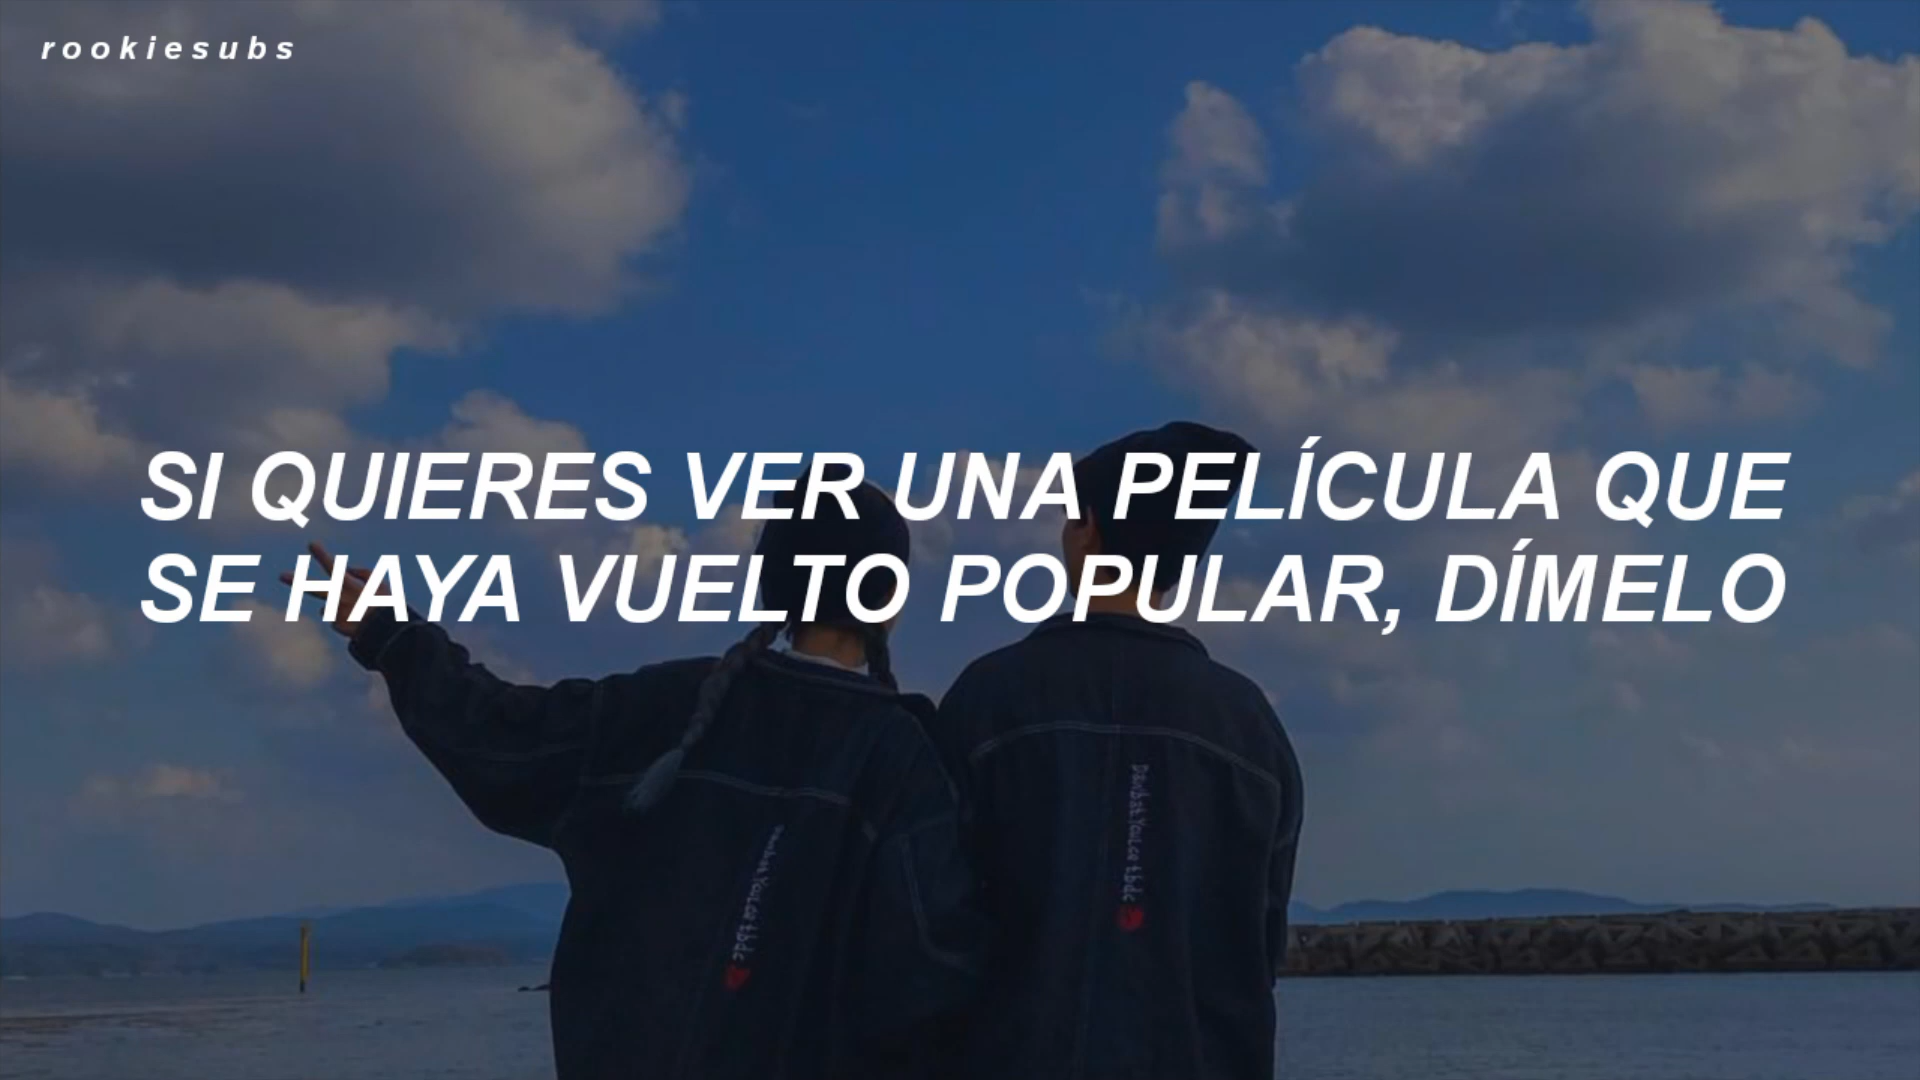 rookiesubs
SI QUIERES VER UNA PELÍCULA QUE
SE HAYA VUELTO POPULAR, DÍMELO